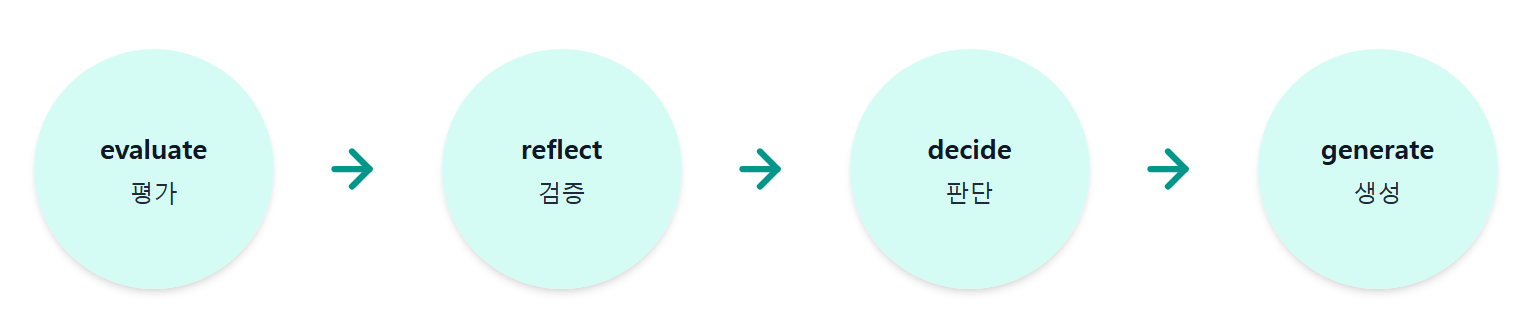 evaluate
평가
reflect
검증
decide
판단
generate
생성